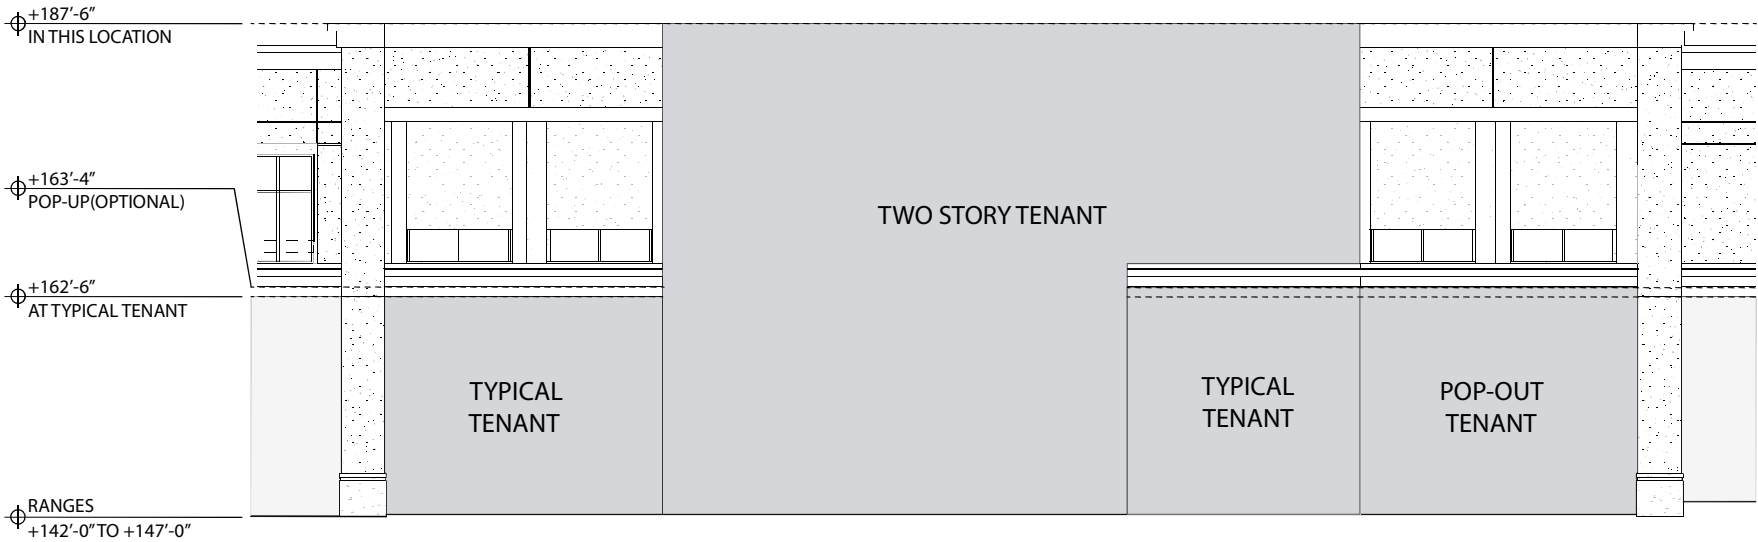 +187’-6”
IN THIS LOCATION
+163’-4”
POP-UP(OPTIONAL)
+162’-6”
AT TYPICAL TENANT
RANGES
+142’-0” TO +147’-0”
TWO STORY TENANT
TYPICAL
TENANT
TYPICAL
TENANT
POP-OUT
TENANT